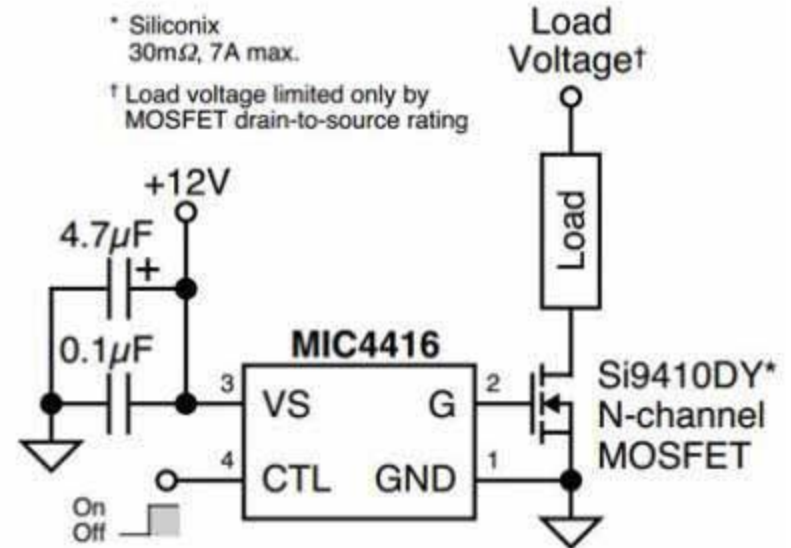 * Siliconix
30mΩ, 7A max.
† Load voltage limited only by
MOSFET drain-to-source rating
Load
Voltage†
+12V
4.7µF
+
0.1µF
Load
MIC4416
3
VS
G
2
4
CTL
GND
1
Si9410DY*
N-channel
MOSFET
On
Off